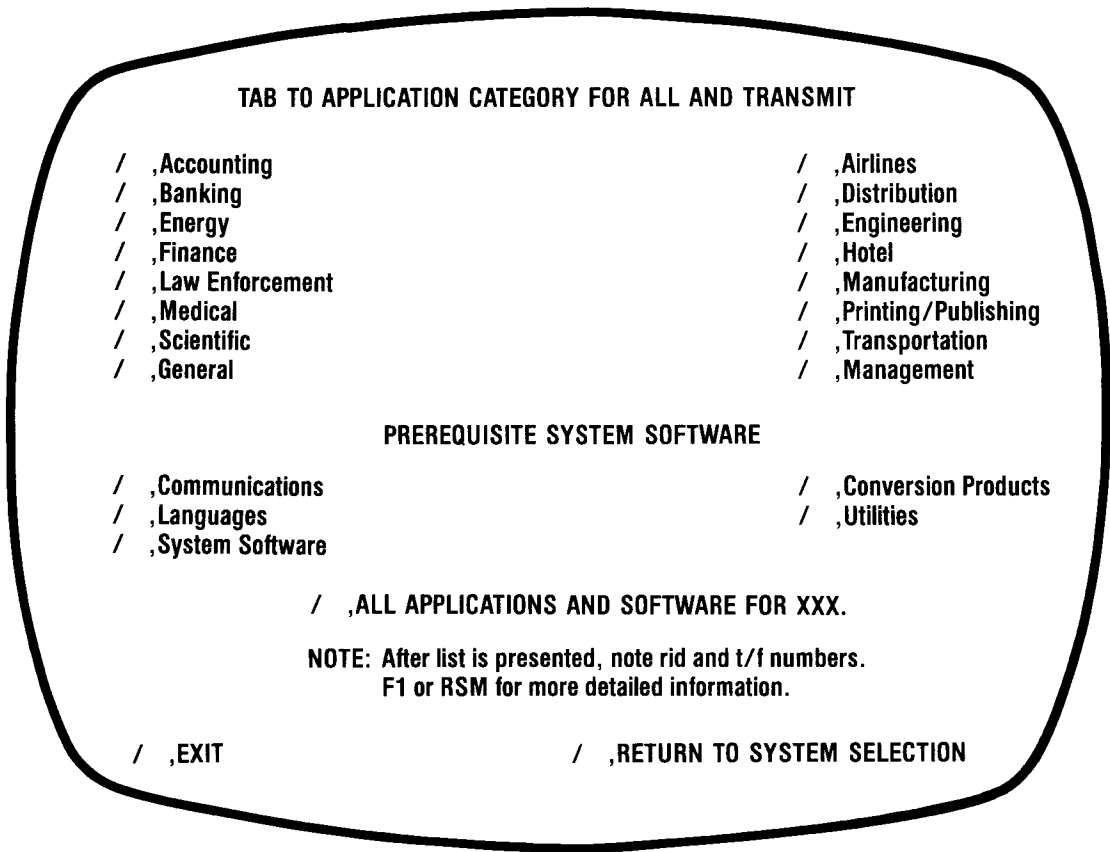 TAB TO APPLICATION CATEGORY FOR ALL AND TRANSMIT
/ ,Accounting / ,Airlines
/ ,Banking / ,Distribution
/ ,Energy / ,Engineering
/ ,Finance / ,Hotel
/ ,Law Enforcement / ,Manufacturing
/ ,Medical / ,Printing/Publishing
/ ,Scientific / ,Transportation
/ ,General / ,Management
PREREQUISITE SYSTEM SOFTWARE
/ ,Communications / ,Conversion Products
/ ,Languages / ,Utilities
/ ,System Software
/ ,ALL APPLICATIONS AND SOFTWARE FOR XXX.
NOTE: After list is presented, note rid and t/f numbers.
F1 or RSM for more detailed information.
/ ,EXIT / ,RETURN TO SYSTEM SELECTION